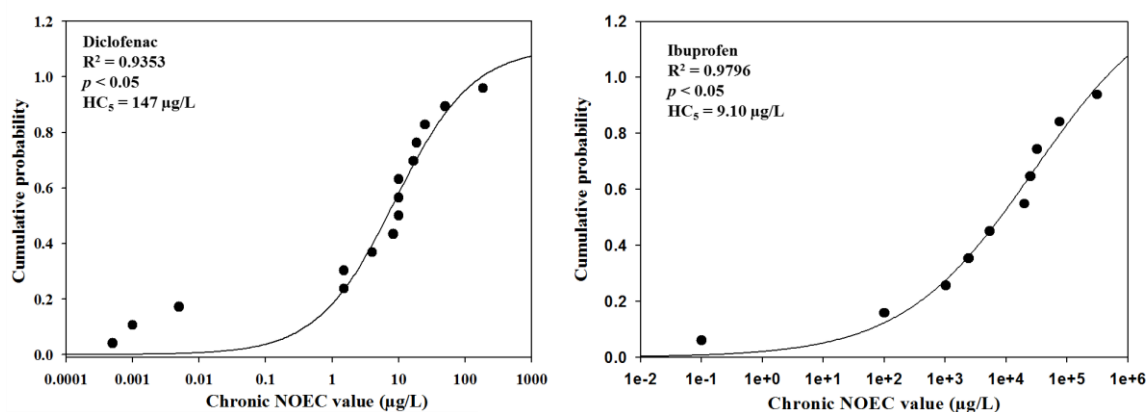 Diclofenac
R² = 0.9353
p < 0.05
HC₅ = 147 µg/L
Cumulative probability
1.2
1.0
0.8
0.6
0.4
0.2
0.0
0.0001 0.001 0.01 0.1 1 10 100 1000
Chronic NOEC value (µg/L)
Ibuprofen
R² = 0.9796
p < 0.05
HC₅ = 9.10 µg/L
Cumulative probability
1.2
1.0
0.8
0.6
0.4
0.2
0.0
1e-2 1e-1 1e+0 1e+1 1e+2 1e+3 1e+4 1e+5 1e+6
Chronic NOEC value (µg/L)